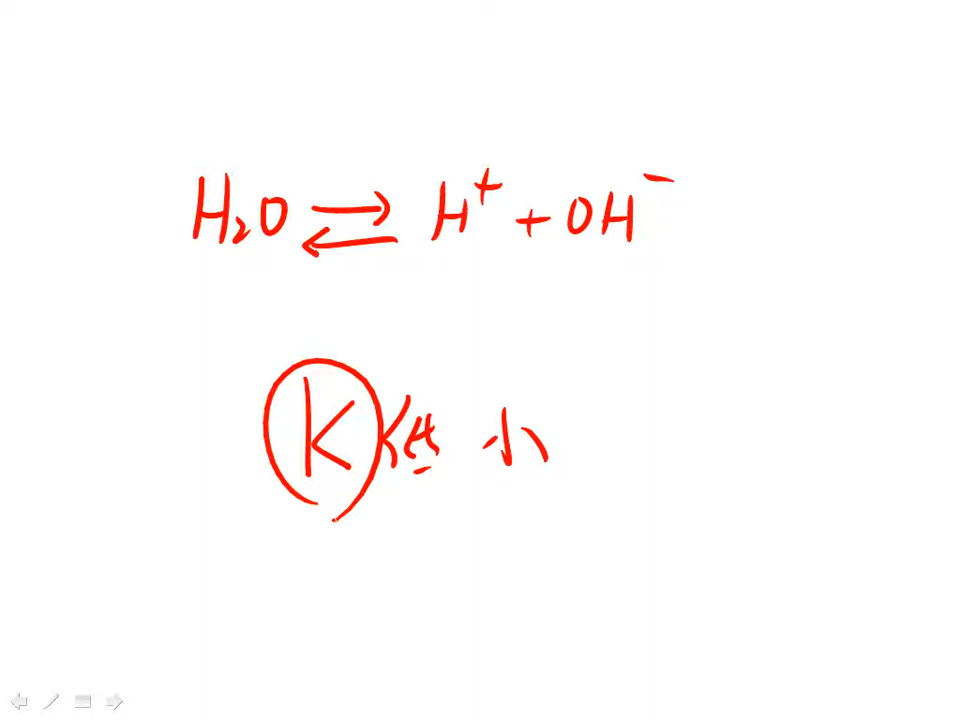 H₂O ⇌ H⁺ + OH⁻
K 小